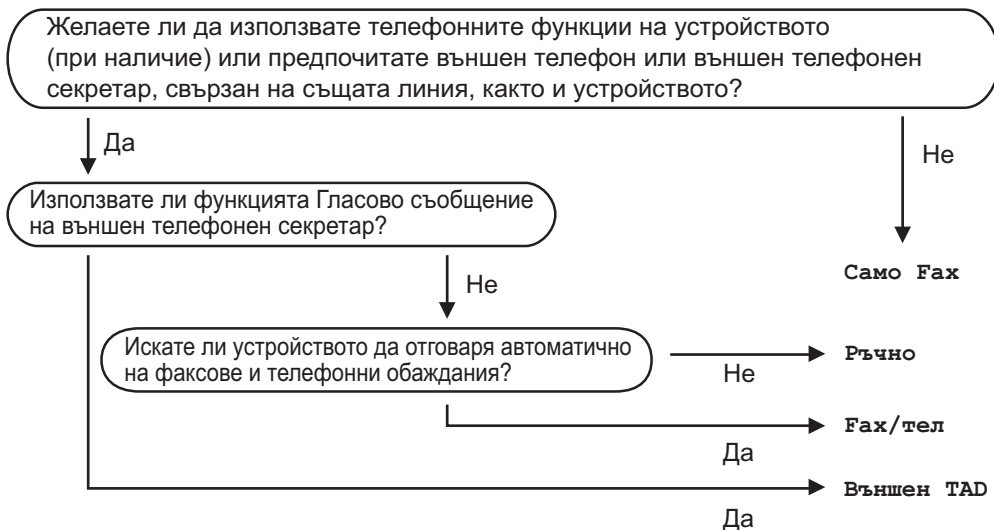 Желаете ли да използвате телефонните функции на устройството
(при наличие) или предпочитате външен телефон или външен телефонен
секретар, свързан на същата линия, както и устройството?
Да
Не
Използвате ли функцията Гласово съобщение
на външен телефонен секретар?
Само Fax
Не
Искате ли устройството да отговаря автоматично
на факсове и телефонни обаждания?
Не
Ръчно
Да
Fax/тел
Да
Външен TAD